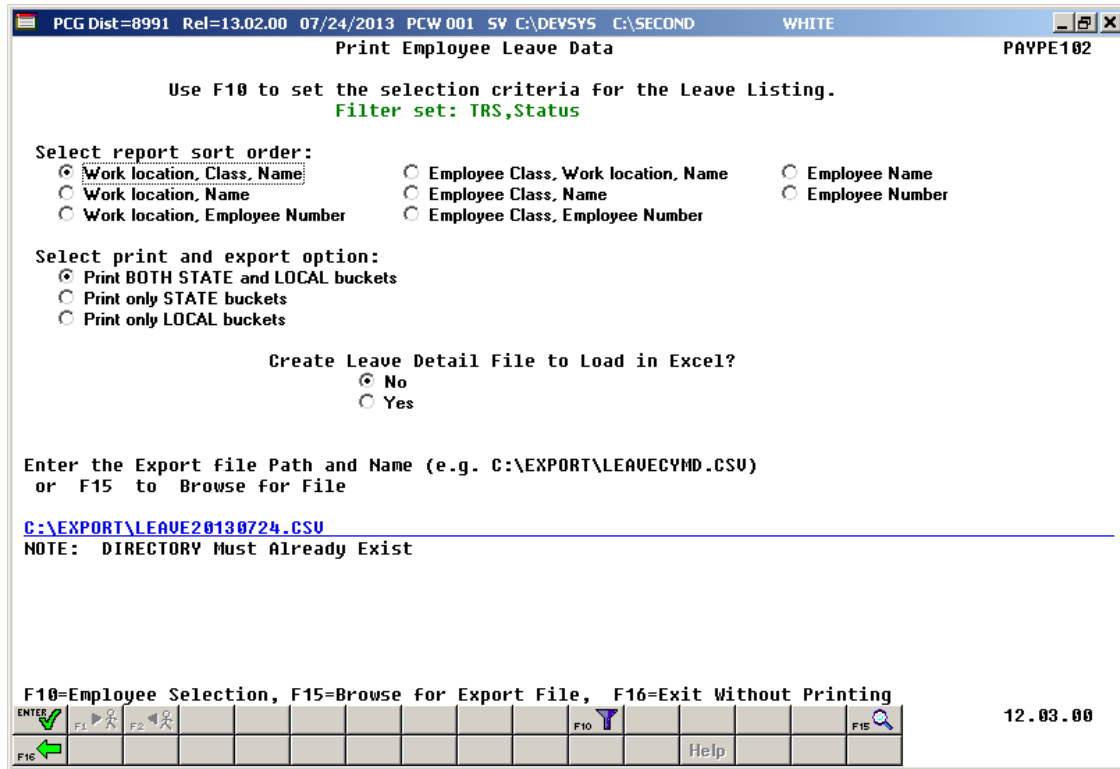 PCG Dist=8991 Rel=13.02.00 07/24/2013 PCW 001 SV C:\DEVSYS C:\SECOND WHITE
Print Employee Leave Data PAYPE102
Use F10 to set the selection criteria for the Leave Listing.
Filter set: TRS,Status
Select report sort order:
Work location, Class, Name Employee Class, Work location, Name Employee Name
Work location, Name Employee Class, Name Employee Number
Work location, Employee Number Employee Class, Employee Number
Select print and export option:
Print BOTH STATE and LOCAL buckets
Print only STATE buckets
Print only LOCAL buckets
Create Leave Detail File to Load in Excel?
No
Yes
Enter the Export file Path and Name (e.g. C:\EXPORT\LEAVECYMD.CSV)
or F15 to Browse for File
C:\EXPORT\LEAVE20130724.CSV
NOTE: DIRECTORY Must Already Exist
F10=Employee Selection, F15=Browse for Export File, F16=Exit Without Printing
ENTER F1 F2 F10 F15 12.03.00
F16 Help